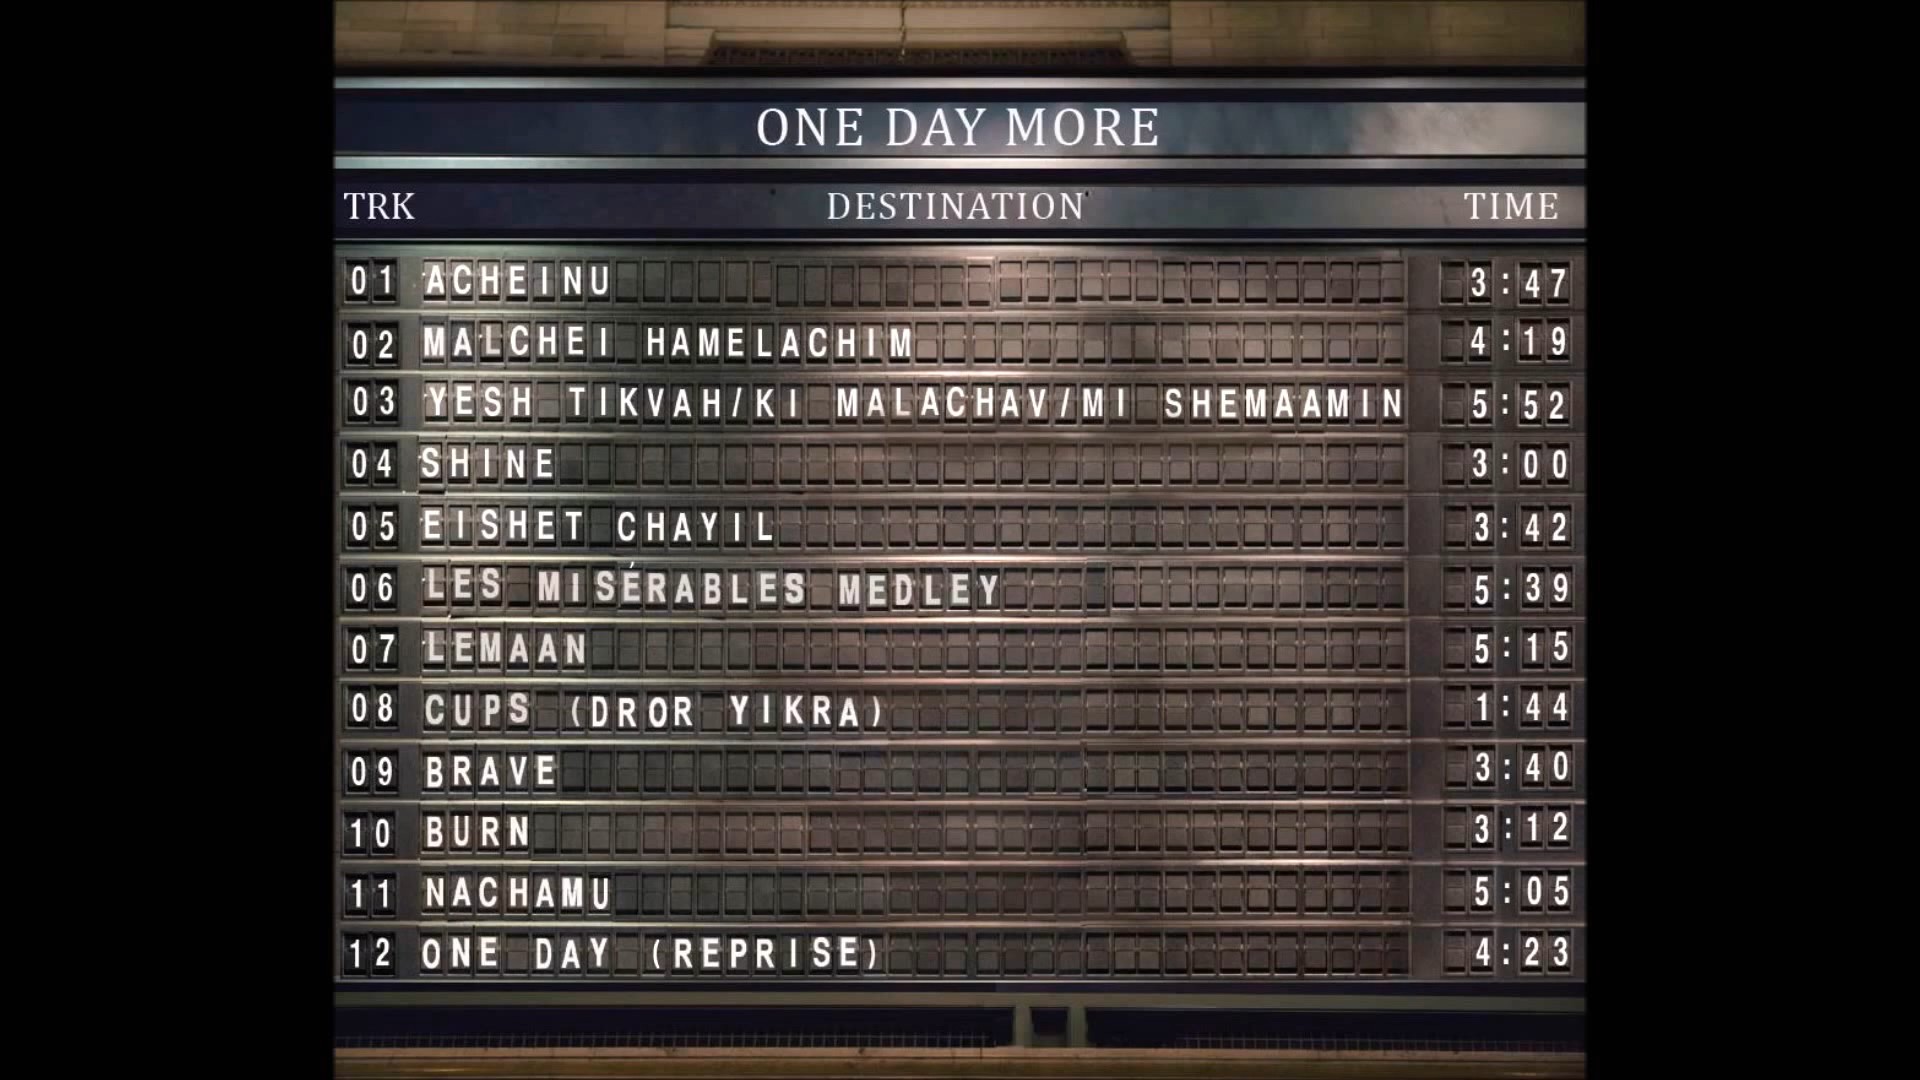 ONE DAY MORE
TRK DESTINATION TIME
01 ACHEINU 3:47
02 MALCHEI HAMELACHIM 4:19
03 YESH TIKVAH/KI MALACHAV/MI SHEMAAMIN 5:52
04 SHINE 3:00
05 EISHET CHAYIL 3:42
06 LES MISÉRABLES MEDLEY 5:39
07 LEMAAN 5:15
08 CUPS (DROR YIKRA) 1:44
09 BRAVE 3:40
10 BURN 3:12
11 NACHAMU 5:05
12 ONE DAY (REPRISE) 4:23